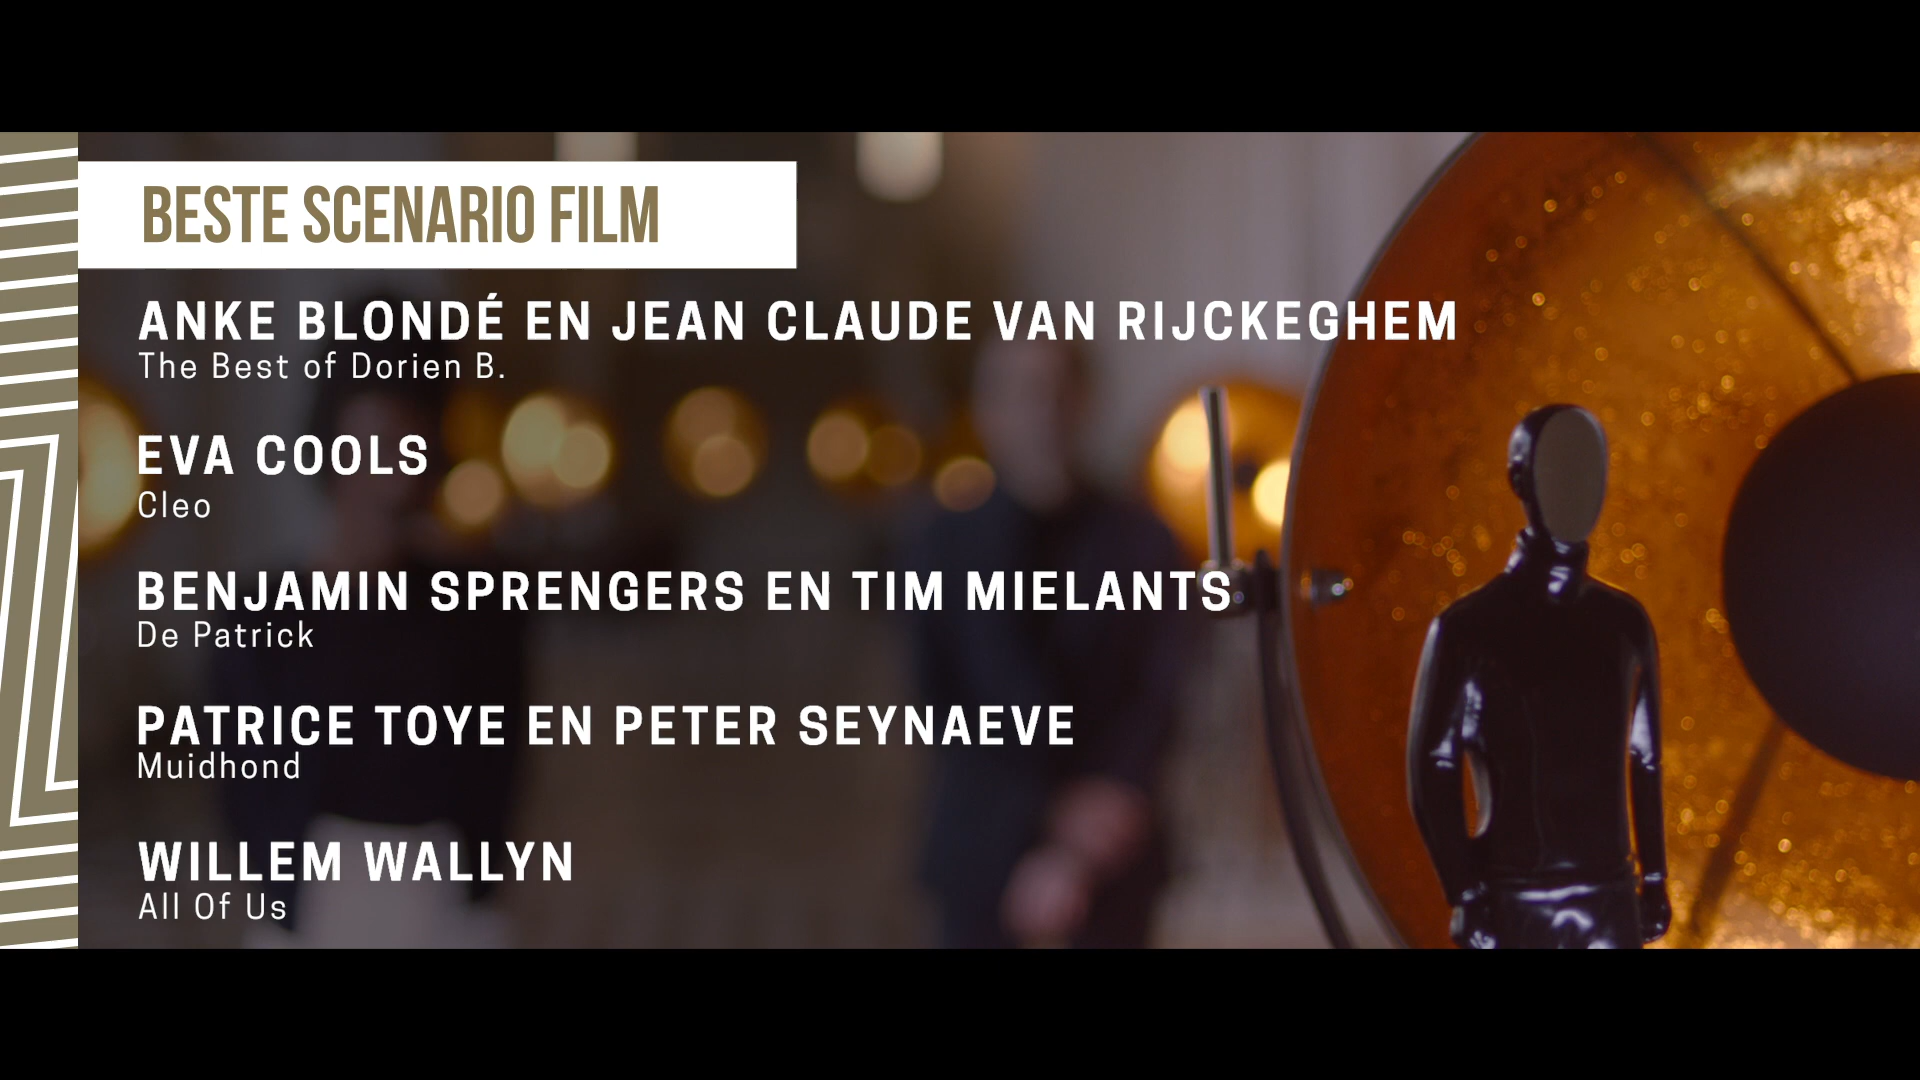 BESTE SCENARIO FILM
ANKE BLONDÉ EN JEAN CLAUDE VAN RIJCKEGHEM
The Best of Dorien B.
EVA COOLS
Cleo
BENJAMIN SPRENGERS EN TIM MIELANTS
De Patrick
PATRICE TOYE EN PETER SEYNAEVE
Muidhond
WILLEM WALLYN
All Of Us